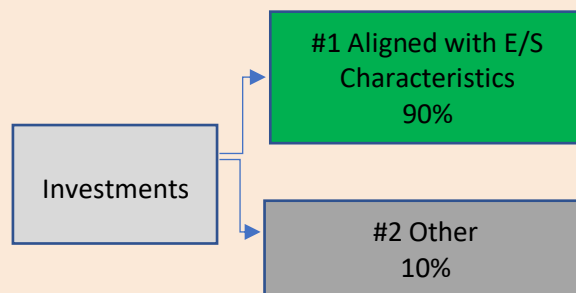 #1 Aligned with E/S
Characteristics
90%
Investments
#2 Other
10%